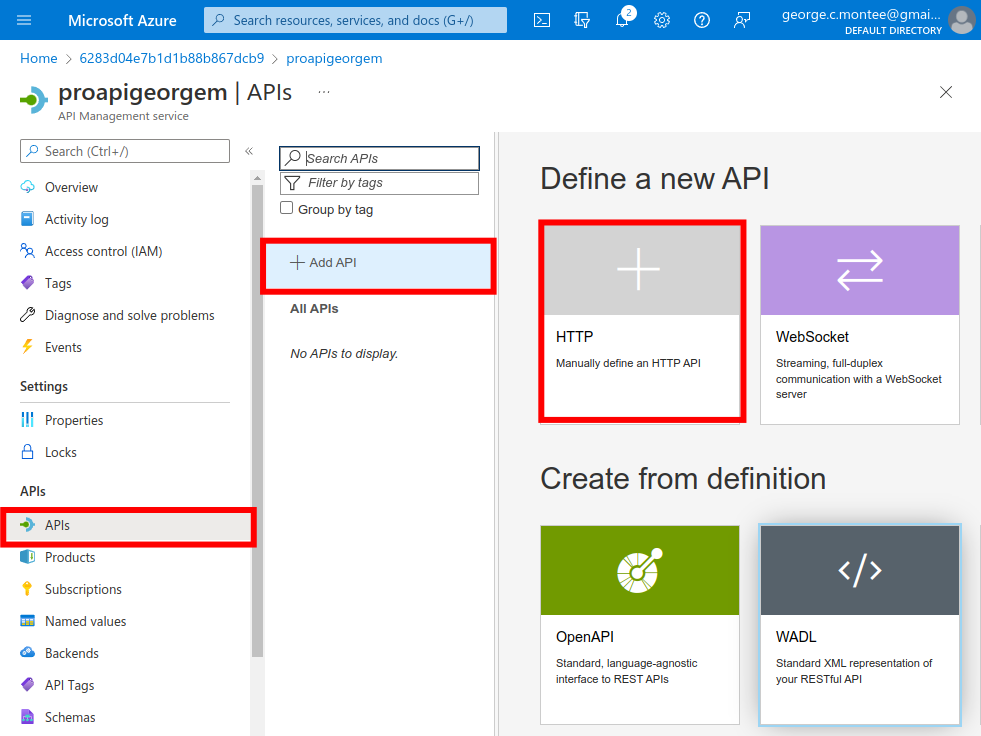 Microsoft Azure
Search resources, services, and docs (G+/)
2
george.c.montee@gmai...
DEFAULT DIRECTORY
Home > 6283d04e7b1d1b88b867dcb9 > proapigeorgem
proapigeorgem | APIs ...
API Management service
Search (Ctrl+/)
«
Overview
Activity log
Access control (IAM)
Tags
Diagnose and solve problems
Events
Settings
Properties
Locks
APIs
APIs
Products
Subscriptions
Named values
Backends
API Tags
Schemas
Search APIs
Filter by tags
Group by tag
+ Add API
All APIs
No APIs to display.
Define a new API
HTTP
Manually define an HTTP API
WebSocket
Streaming, full-duplex
communication with a WebSocket
server
Create from definition
OpenAPI
Standard, language-agnostic
interface to REST APIs
</>
WADL
Standard XML representation of
your RESTful API